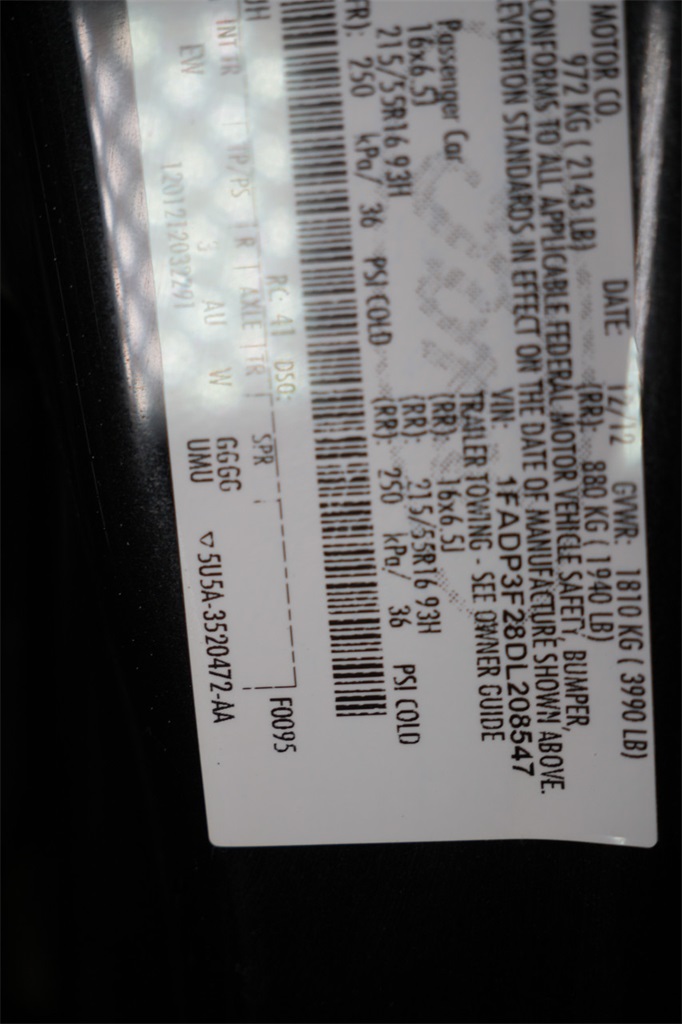 MOTOR CO.
DATE: 12/12 GVWR: 1810 KG ( 3990 LB)
972 KG ( 2143 LB) (RR): 880 KG ( 1940 LB)
CONFORMS TO ALL APPLICABLE FEDERAL MOTOR VEHICLE SAFETY, BUMPER,
EVENTION STANDARDS IN EFFECT ON THE DATE OF MANUFACTURE SHOWN ABOVE.
VIN: 1FADP3F28DL208547
Passenger Car TRAILER TOWING - SEE OWNER GUIDE
16x6.5J (RR): 16x6.5J
215/55R16 93H (RR): 215/55R16 93H
FR): 250 kPa/ 36 PSI COLD (RR): 250 kPa/ 36 PSI COLD
RC: 41 DSO: F0095
INT TR TP/PS R AXLE TR SPR
EW 3 AU W GGGG
UMU
▽5U5A-3520472-AA